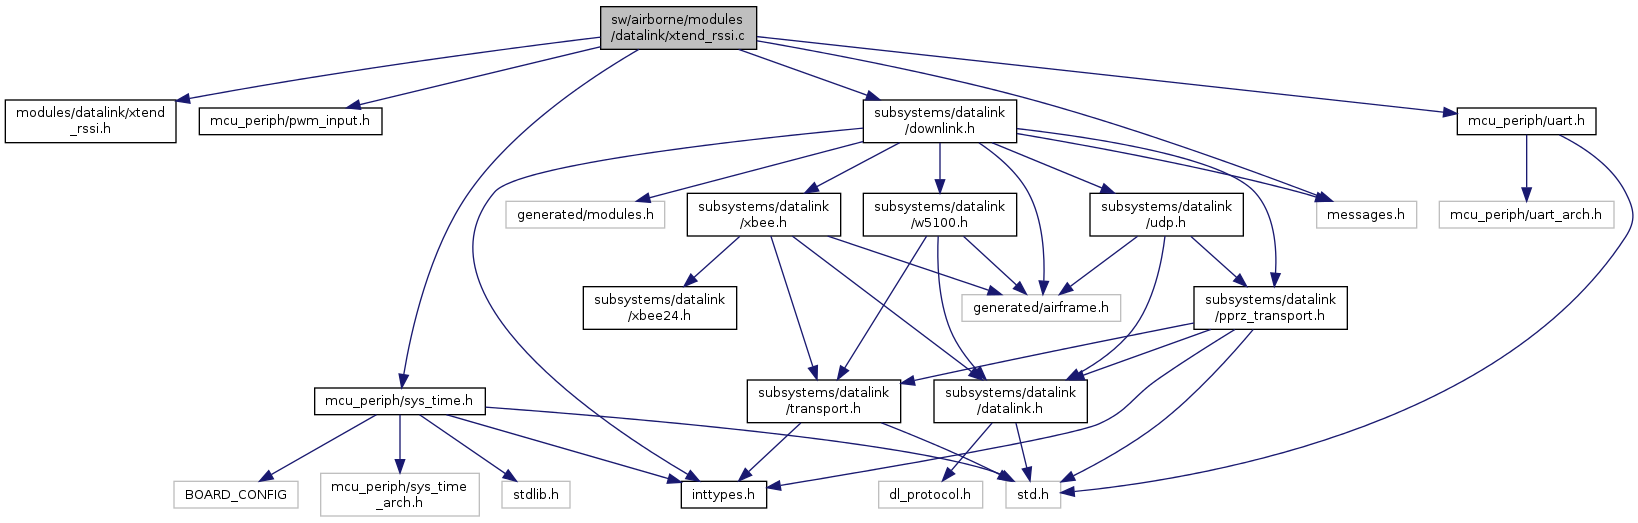 sw/airborne/modules
/datalink/xtend_rssi.c
modules/datalink/xtend
_rssi.h
mcu_periph/pwm_input.h
subsystems/datalink
/downlink.h
mcu_periph/uart.h
generated/modules.h
subsystems/datalink
/xbee.h
subsystems/datalink
/w5100.h
subsystems/datalink
/udp.h
messages.h
mcu_periph/uart_arch.h
subsystems/datalink
/xbee24.h
generated/airframe.h
subsystems/datalink
/pprz_transport.h
mcu_periph/sys_time.h
subsystems/datalink
/transport.h
subsystems/datalink
/datalink.h
BOARD_CONFIG
mcu_periph/sys_time
_arch.h
stdlib.h
inttypes.h
dl_protocol.h
std.h